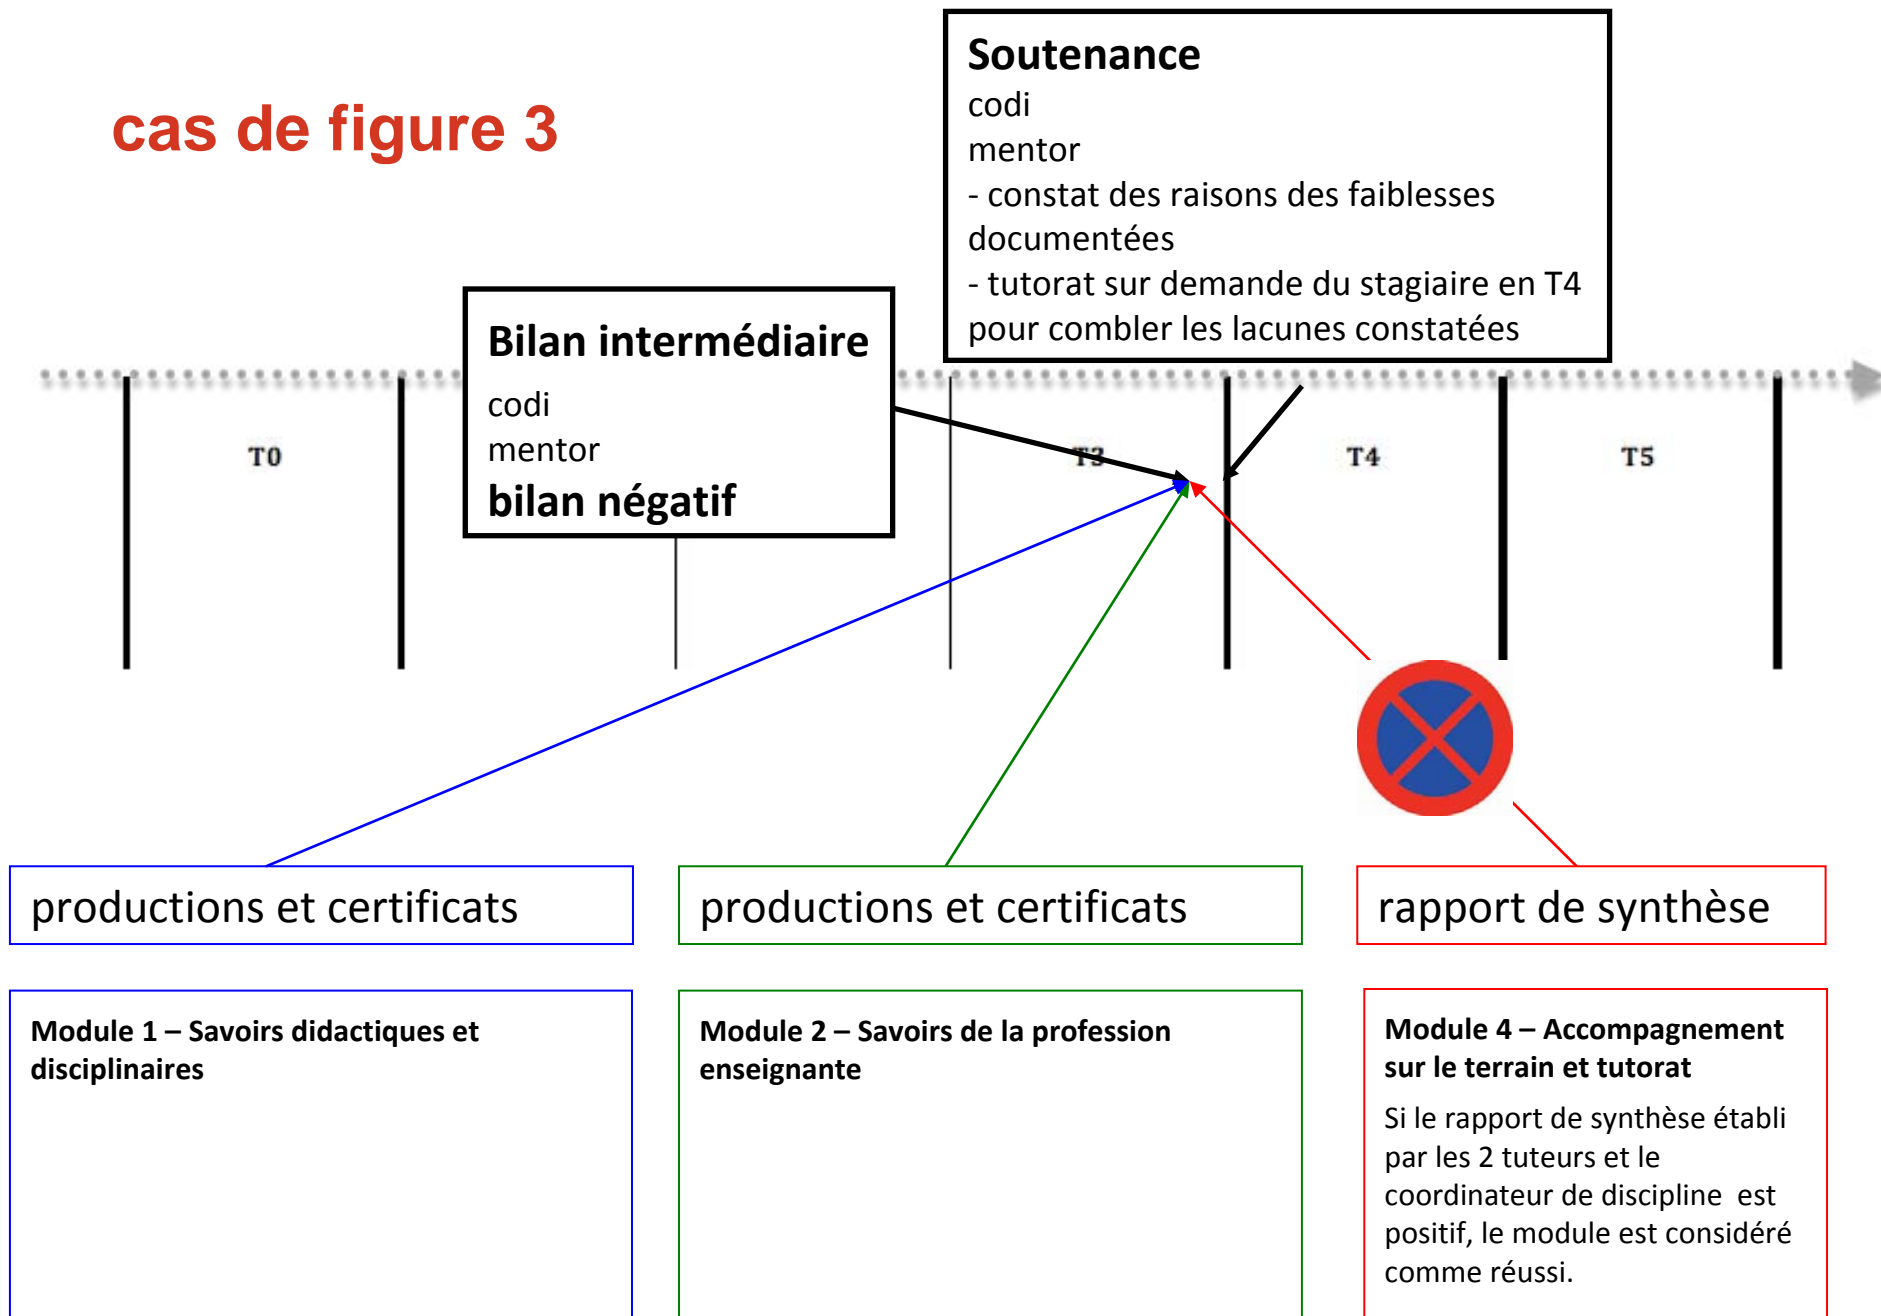 cas de figure 3
Soutenance
codi
mentor
- constat des raisons des faiblesses
documentées
- tutorat sur demande du stagiaire en T4
pour combler les lacunes constatées
Bilan intermédiaire
codi
mentor
bilan négatif
T0
T3
T4
T5
productions et certificats
productions et certificats
rapport de synthèse
Module 1 – Savoirs didactiques et
disciplinaires
Module 2 – Savoirs de la profession
enseignante
Module 4 – Accompagnement
sur le terrain et tutorat
Si le rapport de synthèse établi
par les 2 tuteurs et le
coordinateur de discipline est
positif, le module est considéré
comme réussi.